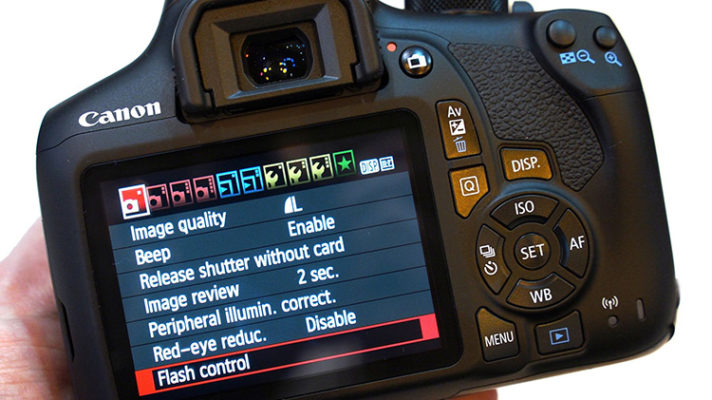 Canon
Av
Q
DISP.
ISO
AF
SET
WB
MENU
DISP
Image quality L
Beep Enable
Release shutter without card
Image review 2 sec.
Peripheral illumin. correct.
Red-eye reduc. Disable
Flash control